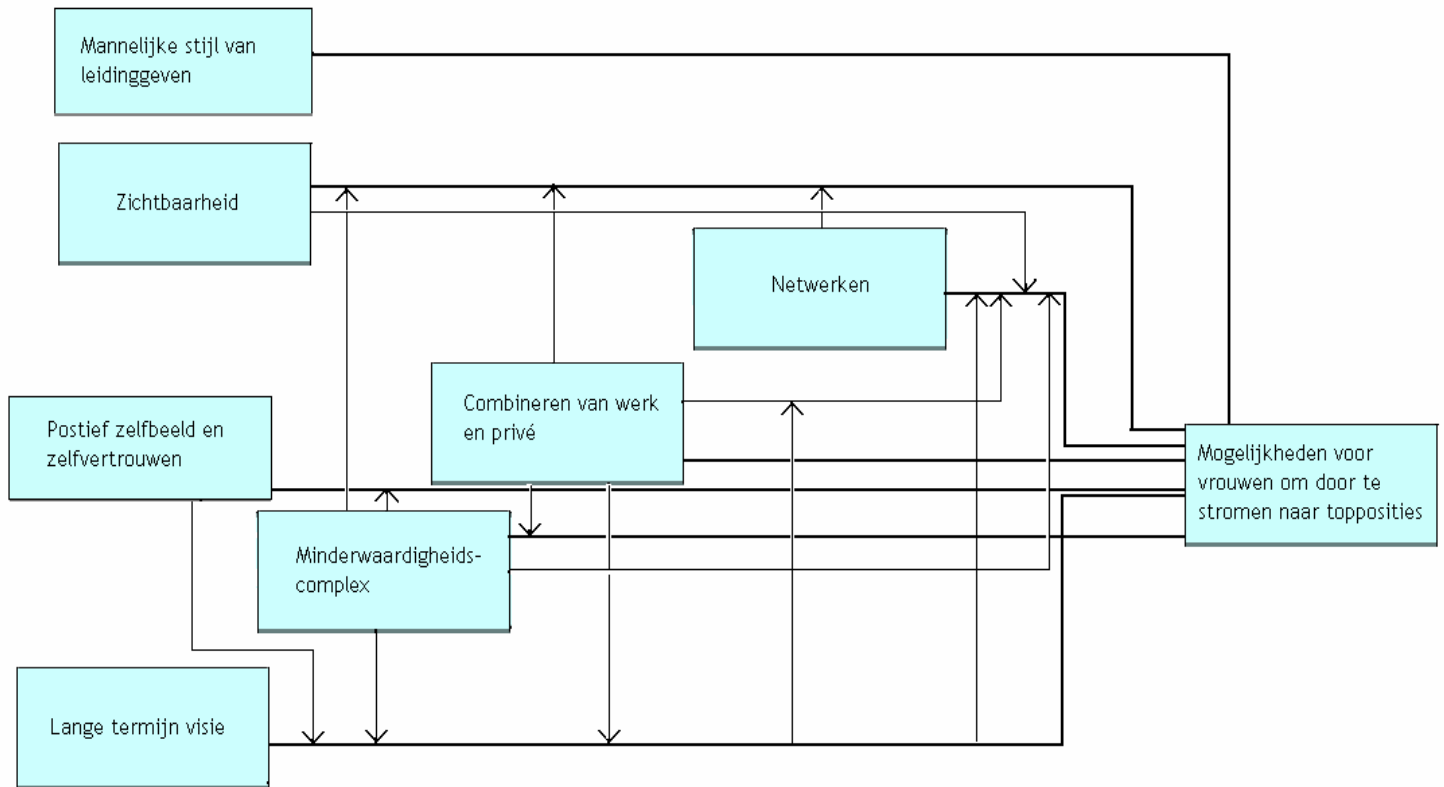 Mannelijke stijl van
leidinggeven
Zichtbaarheid
Netwerken
Combineren van werk
en privé
Postief zelfbeeld en
zelfvertrouwen
Mogelijkheden voor
vrouwen om door te
stromen naar topposities
Minderwaardigheids-
complex
Lange termijn visie